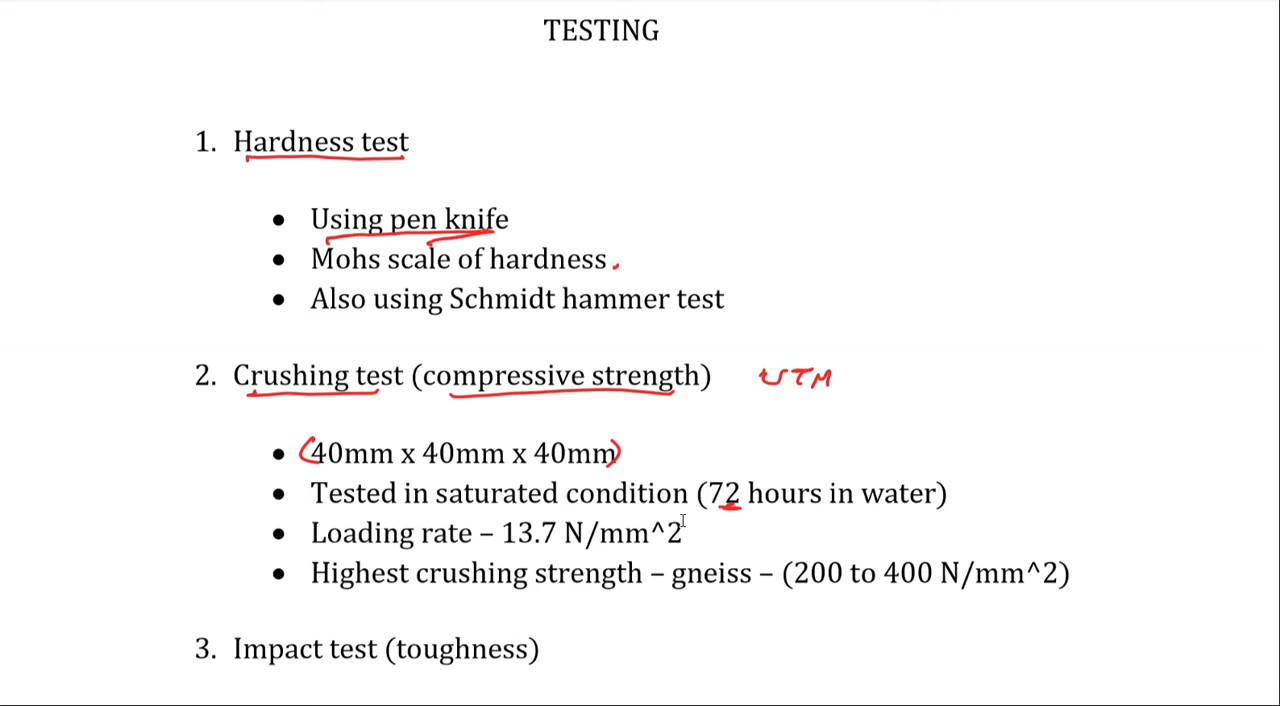 TESTING
1. Hardness test
• Using pen knife
• Mohs scale of hardness
• Also using Schmidt hammer test
2. Crushing test (compressive strength) UTM
• (40mm x 40mm x 40mm)
• Tested in saturated condition (72 hours in water)
• Loading rate – 13.7 N/mm^2
• Highest crushing strength – gneiss – (200 to 400 N/mm^2)
3. Impact test (toughness)